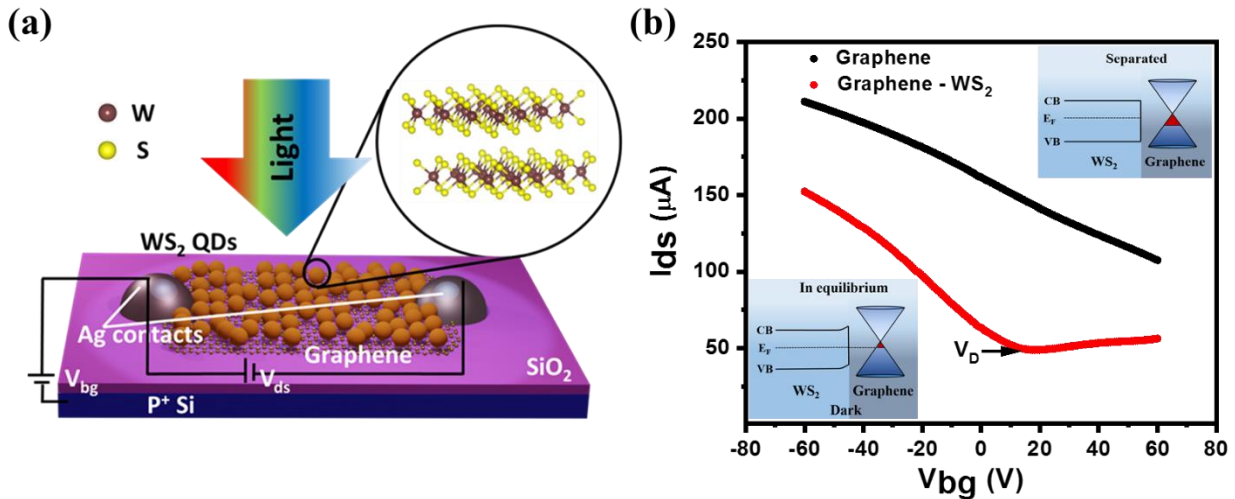 (a)
W
S
Light
WS2 QDs
Ag contacts
Graphene
SiO2
Vbg
Vds
P+ Si
(b)
Graphene
Graphene - WS2
Separated
CB
EF
VB
WS2
Graphene
In equilibrium
CB
EF
VB
WS2
Graphene
Dark
VD
Ids (μA)
250
200
150
100
50
-80 -60 -40 -20 0 20 40 60 80
Vbg (V)